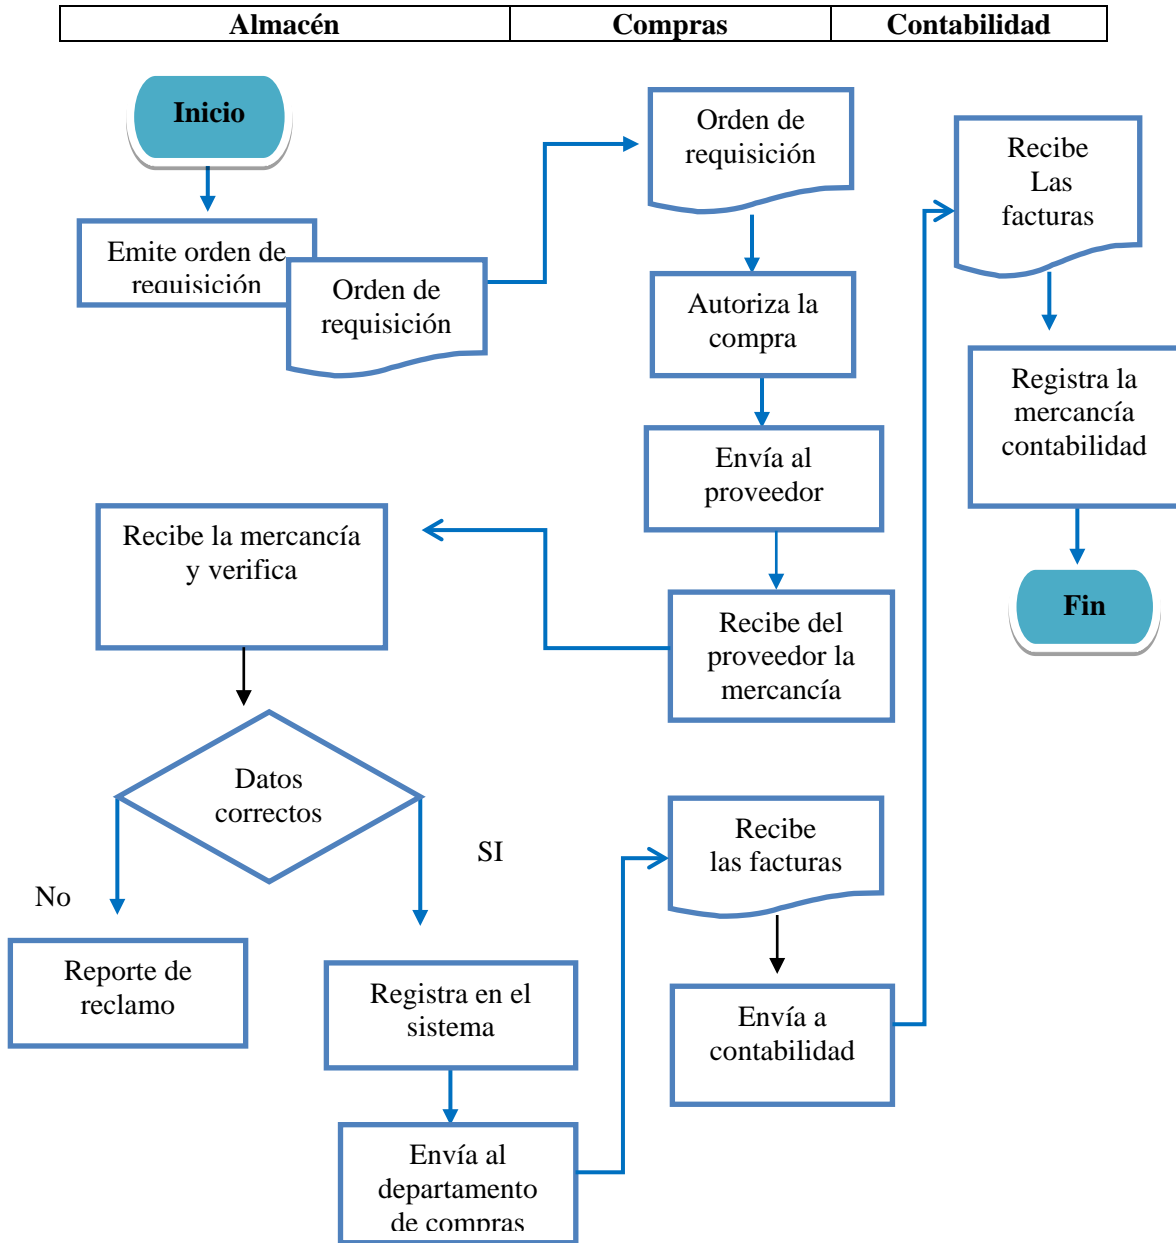 Almacén
Compras
Contabilidad
Inicio
Emite orden de
requisición
Orden de
requisición
Orden de
requisición
Autoriza la
compra
Envía al
proveedor
Recibe del
proveedor la
mercancía
Recibe la mercancía
y verifica
Datos
correctos
No
SI
Reporte de
reclamo
Registra en el
sistema
Envía al
departamento
de compras
Recibe
las facturas
Envía a
contabilidad
Recibe
Las
facturas
Registra la
mercancía
contabilidad
Fin